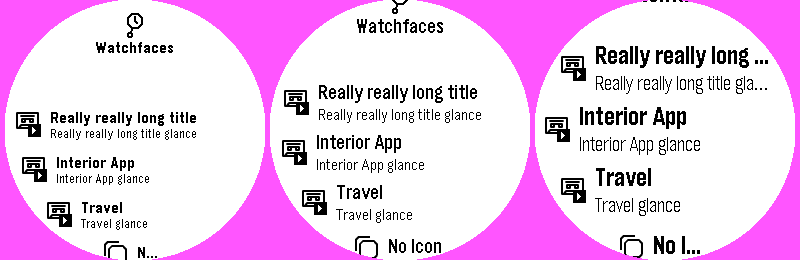 Watchfaces
Really really long title
Really really long title glance
Interior App
Interior App glance
Travel
Travel glance
N...
Watchfaces
Really really long title
Really really long title glance
Interior App
Interior App glance
Travel
Travel glance
No Icon
Really really long ...
Really really long title gla...
Interior App
Interior App glance
Travel
Travel glance
No I...